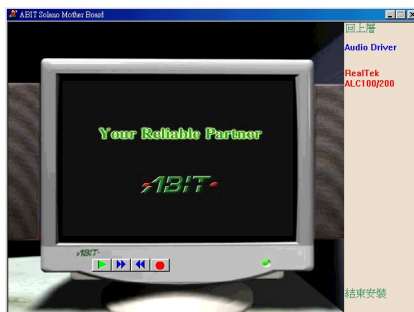 ABIT Solano Mother Board
回上層
Audio Driver
RealTek
ALC100/200
Your Reliable Partner
ABIT
ABIT
結束安裝